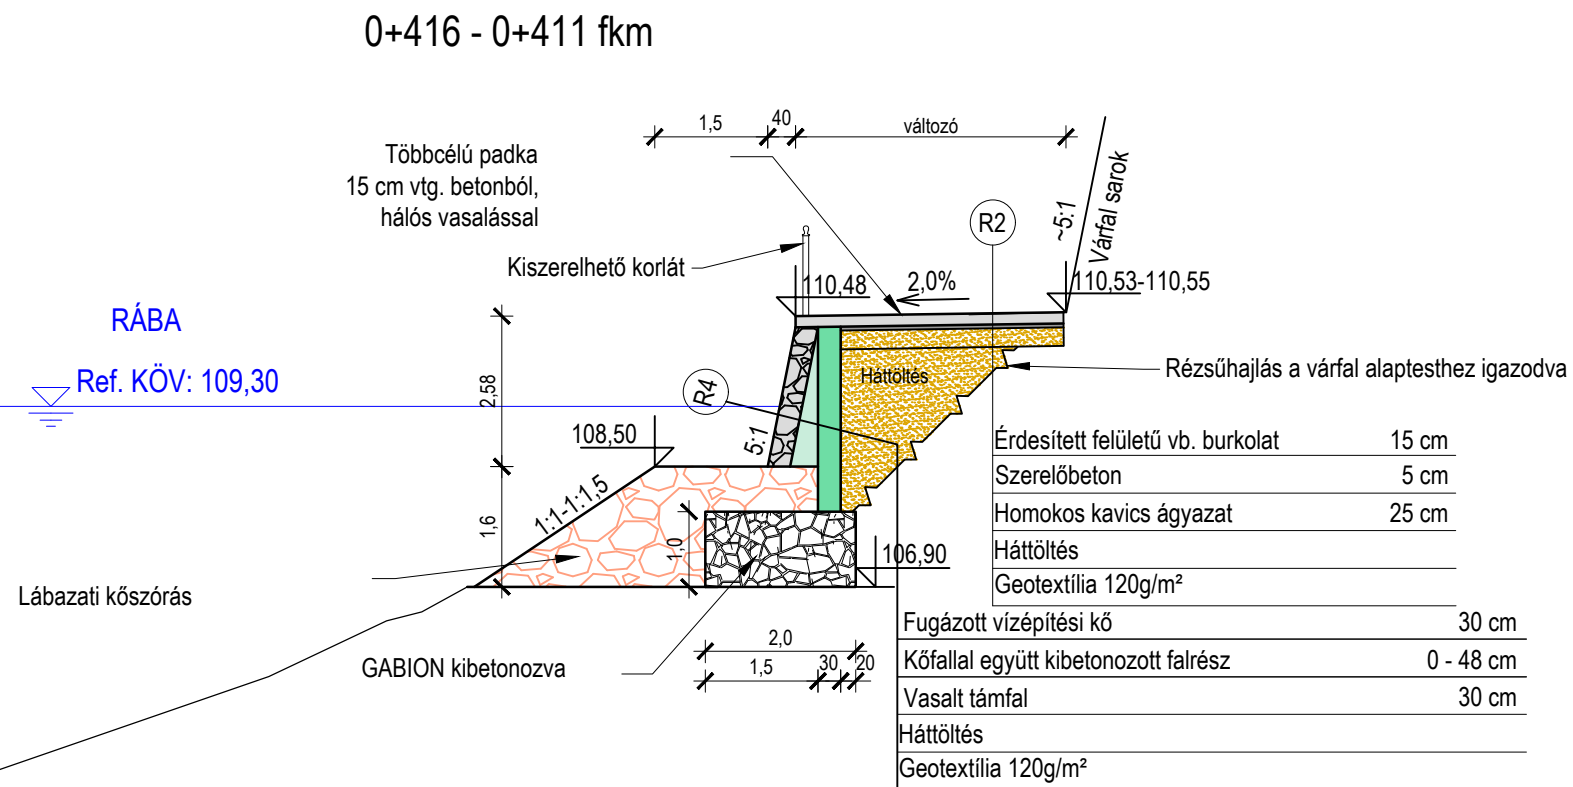 0+416 - 0+411 fkm
1,5
40
változó
Többcélú padka
15 cm vtg. betonból,
hálós vasalással
Várfal sarok
~5:1
R2
Kiszerelhető korlát
110,48
2,0%
110,53-110,55
RÁBA
Ref. KÖV: 109,30
2,58
R4
Háttöltés
Rézsűhajlás a várfal alaptesthez igazodva
108,50
5:1
1:1-1:1,5
1,6
1,0
106,90
Érdesített felületű vb. burkolat 15 cm
Szerelőbeton 5 cm
Homokos kavics ágyazat 25 cm
Háttöltés
Geotextília 120g/m²
Lábazati kőszórás
GABION kibetonozva
2,0
1,5
30
20
Fugázott vízépítési kő 30 cm
Kőfallal együtt kibetonozott falrész 0 - 48 cm
Vasalt támfal 30 cm
Háttöltés
Geotextília 120g/m²